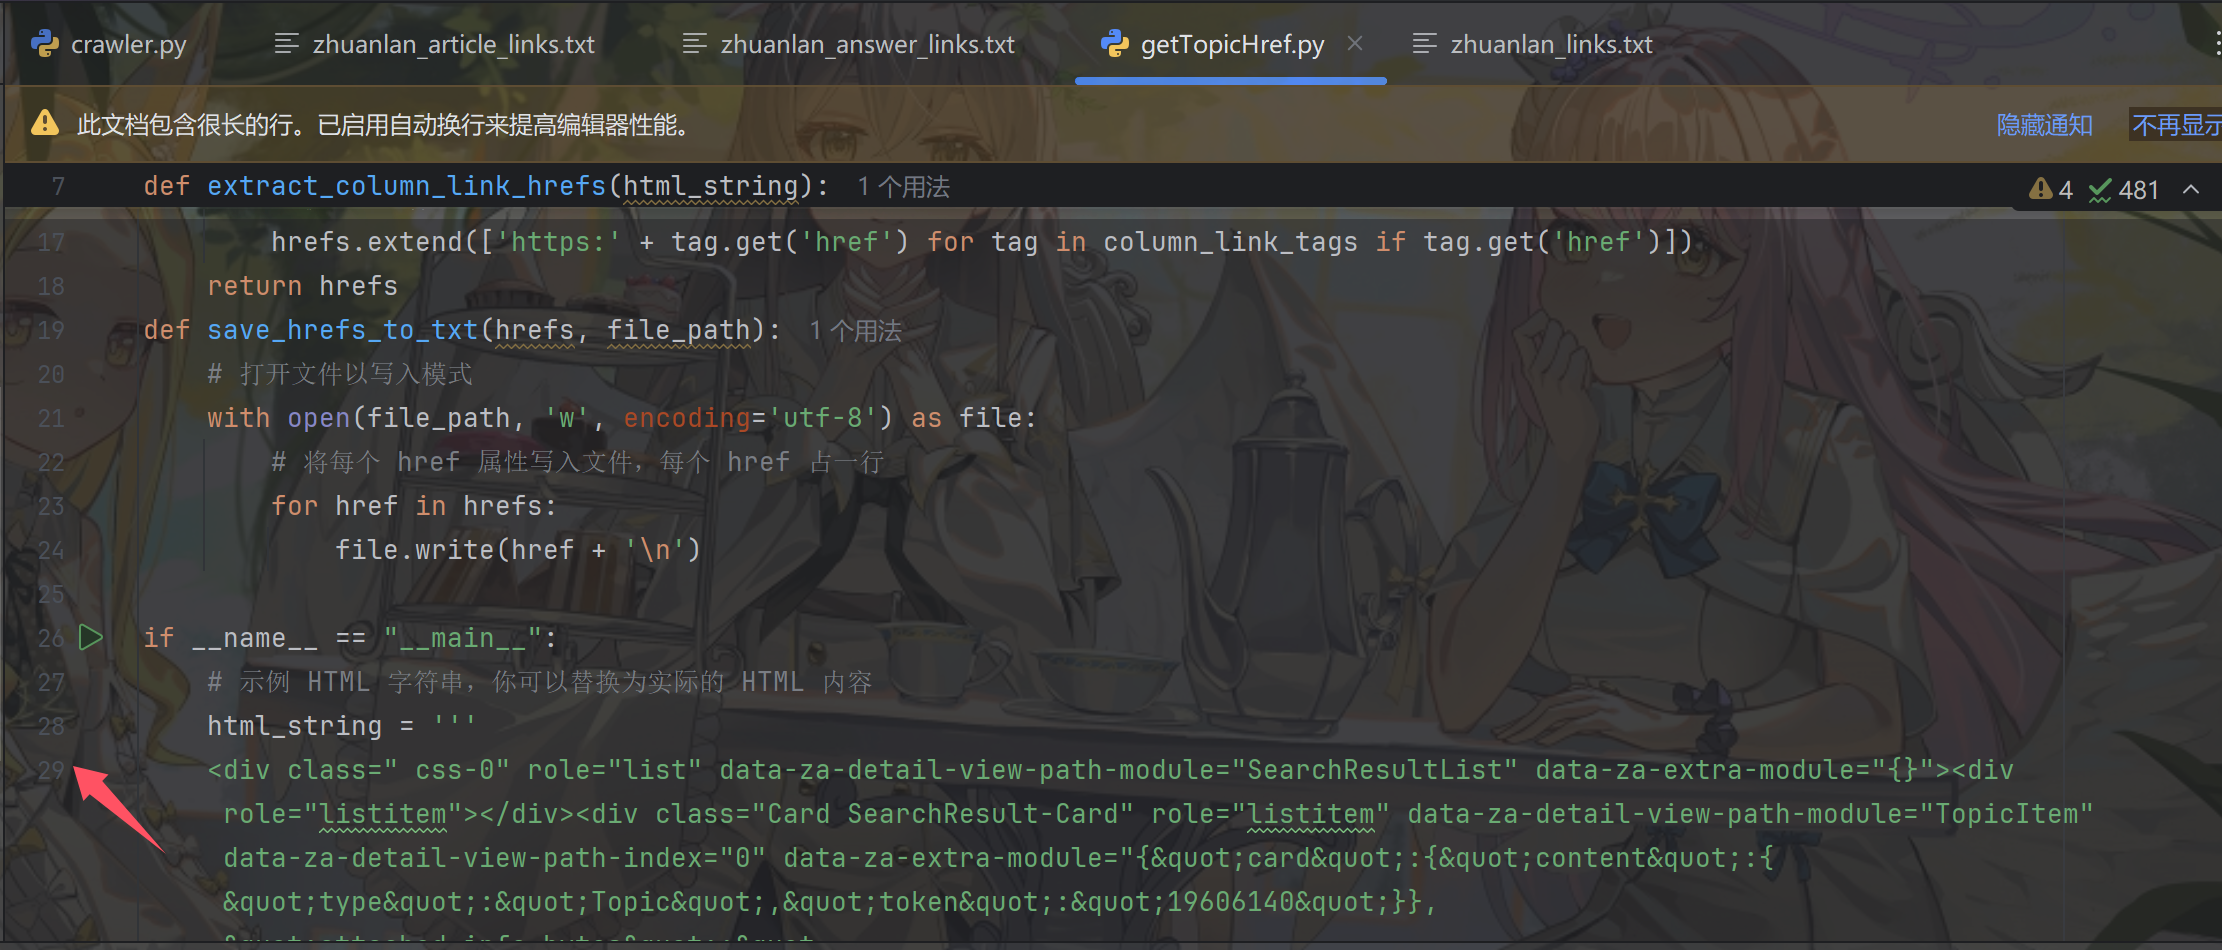 crawler.py zhuanlan_article_links.txt zhuanlan_answer_links.txt getTopicHref.py zhuanlan_links.txt
此文档包含很长的行。已启用自动换行来提高编辑器性能。 隐藏通知 不再显示
7 def extract_column_link_hrefs(html_string): 1 个用法 4 481
17 hrefs.extend(['https:' + tag.get('href') for tag in column_link_tags if tag.get('href')])
18 return hrefs
19 def save_hrefs_to_txt(hrefs, file_path): 1 个用法
20 # 打开文件以写入模式
21 with open(file_path, 'w', encoding='utf-8') as file:
22 # 将每个 href 属性写入文件，每个 href 占一行
23 for href in hrefs:
24 file.write(href + '\n')
25
26 if __name__ == "__main__":
27 # 示例 HTML 字符串，你可以替换为实际的 HTML 内容
28 html_string = '''
29 <div class=" css-0" role="list" data-za-detail-view-path-module="SearchResultList" data-za-extra-module="{}"><div
role="listitem"></div><div class="Card SearchResult-Card" role="listitem" data-za-detail-view-path-module="TopicItem"
data-za-detail-view-path-index="0" data-za-extra-module="{&quot;card&quot;:{&quot;content&quot;:{
&quot;type&quot;:&quot;Topic&quot;,&quot;token&quot;:&quot;19606140&quot;}},